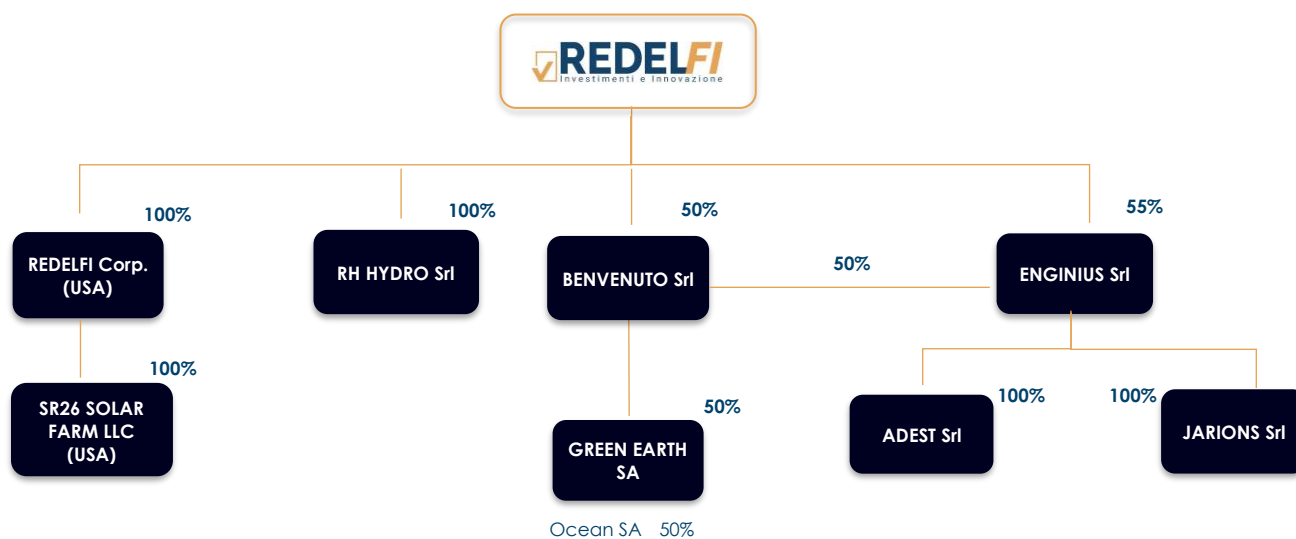 REDELFI
Investimenti e Innovazione
100%
100%
50%
55%
REDELFI Corp.
(USA)
RH HYDRO Srl
BENVENUTO Srl
50%
ENGINIUS Srl
100%
SR26 SOLAR
FARM LLC
(USA)
50%
GREEN EARTH
SA
100%
ADEST Srl
100%
JARIONS Srl
Ocean SA 50%